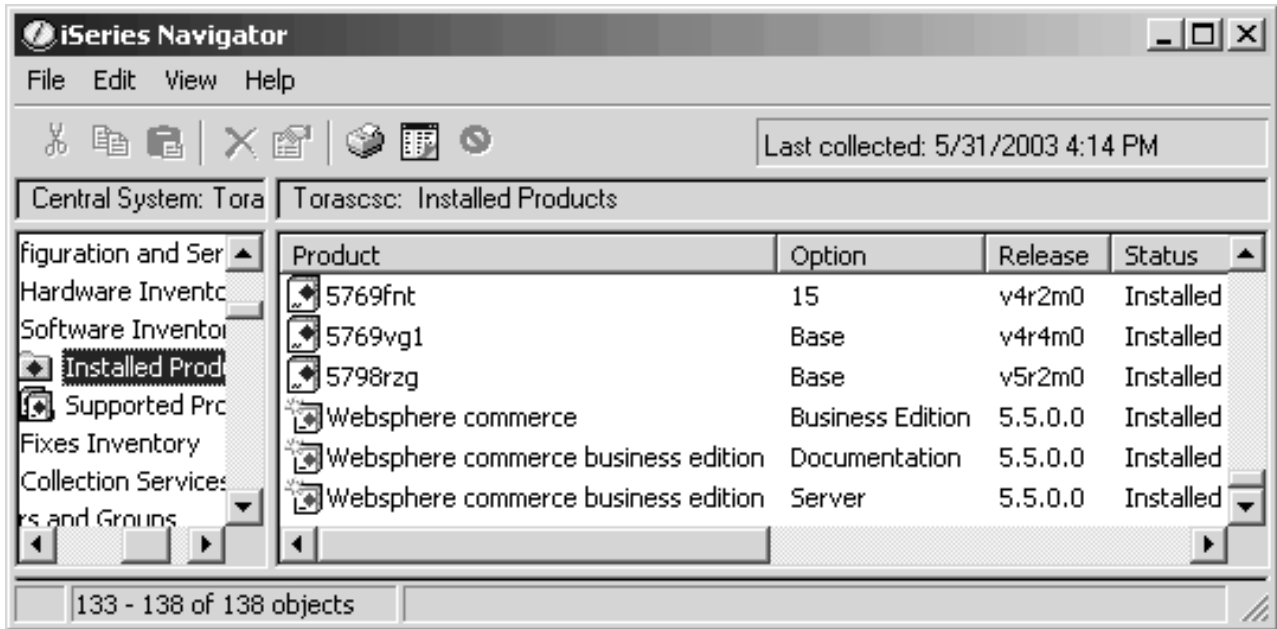 iSeries Navigator
File Edit View Help
Last collected: 5/31/2003 4:14 PM
Central System: Tora
Torascsc: Installed Products
figuration and Ser
Hardware Invento
Software Inventor
Installed Produ
Supported Pro
Fixes Inventory
Collection Services
rs and Groups
Product Option Release Status
5769fnt 15 v4r2m0 Installed
5769vg1 Base v4r4m0 Installed
5798rzg Base v5r2m0 Installed
Websphere commerce Business Edition 5.5.0.0 Installed
Websphere commerce business edition Documentation 5.5.0.0 Installed
Websphere commerce business edition Server 5.5.0.0 Installed
133 - 138 of 138 objects